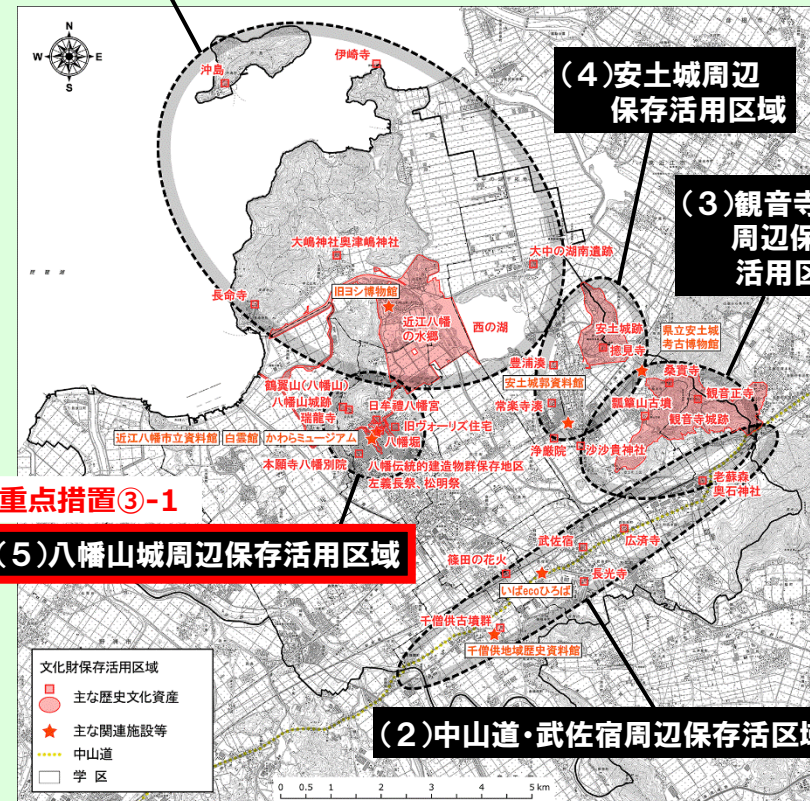 N
W E
S
沖島
伊崎寺
(4)安土城周辺
保存活用区域
(3)観音寺
周辺保
活用区
大嶋神社奥津嶋神社
大中の湖南遺跡
旧ヨシ博物館
長命寺
近江八幡
の水郷
西の湖
安土城跡
摠見寺
県立安土城
考古博物館
豊浦湊
桑實寺
鶴翼山(八幡山)
八幡山城跡
瑞龍寺
安土城郭資料館
観音正寺
瓢簞山古墳
日牟禮八幡宮
常楽寺湊
観音寺城跡
旧ヴォーリズ住宅
近江八幡市立資料館
白雲館
かわらミュージアム
八幡堀
浄厳院
沙沙貴神社
本願寺八幡別院
八幡伝統的建造物群保存地区
左義長祭、松明祭
老蘇森
奥石神社
重点措置③-1
(5)八幡山城周辺保存活用区域
武佐宿
広済寺
篠田の花火
長光寺
いばecoひろば
千僧供古墳群
千僧供地域歴史資料館
文化財保存活用区域
主な歴史文化資産
主な関連施設等
中山道
学 区
(2)中山道・武佐宿周辺保存活区域
0 0.5 1 2 3 4 5 km